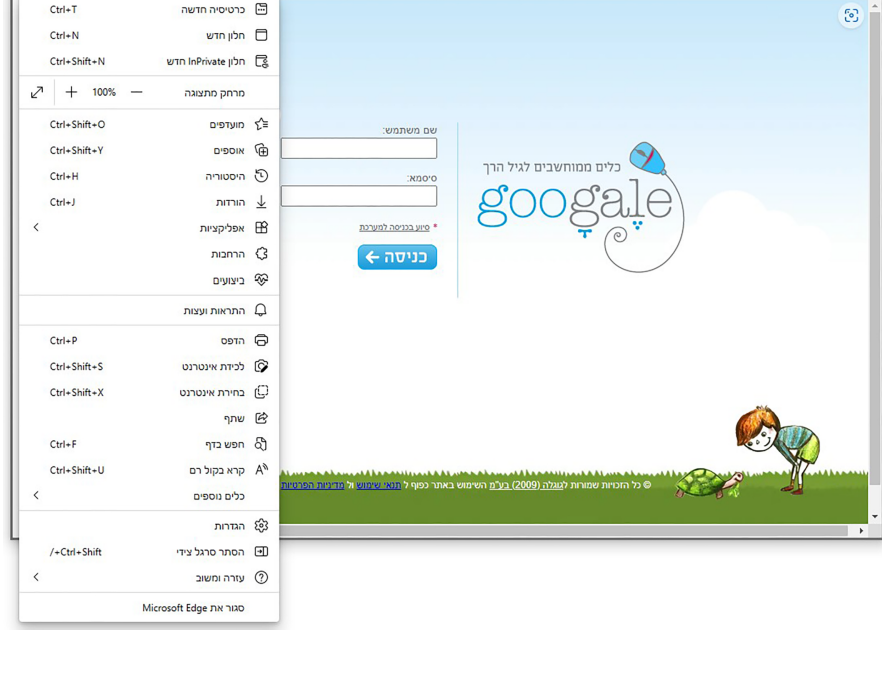 כרטיסיה חדשה Ctrl+T
חלון חדש Ctrl+N
חלון InPrivate חדש Ctrl+Shift+N
מרחק מתצוגה — 100% +
מועדפים Ctrl+Shift+O
אוספים Ctrl+Shift+Y
היסטוריה Ctrl+H
הורדות Ctrl+J
אפליקציות
הרחבות
ביצועים
התראות ועצות
הדפס Ctrl+P
לכידת אינטרנט Ctrl+Shift+S
בחירת אינטרנט Ctrl+Shift+X
שתף
חפש בדף Ctrl+F
קרא בקול רם Ctrl+Shift+U
כלים נוספים
הגדרות
הסתר סרגל צידי /+Ctrl+Shift
עזרה ומשוב
סגור את Microsoft Edge
כלים ממוחשבים לגיל הרך
googale
שם משתמש:
סיסמא:
* סיוע בכניסה למערכת
כניסה
© כל הזכויות שמורות לגוגלה (2009) בע"מ השימוש באתר כפוף ל תנאי שימוש ול מדיניות הפרטיות